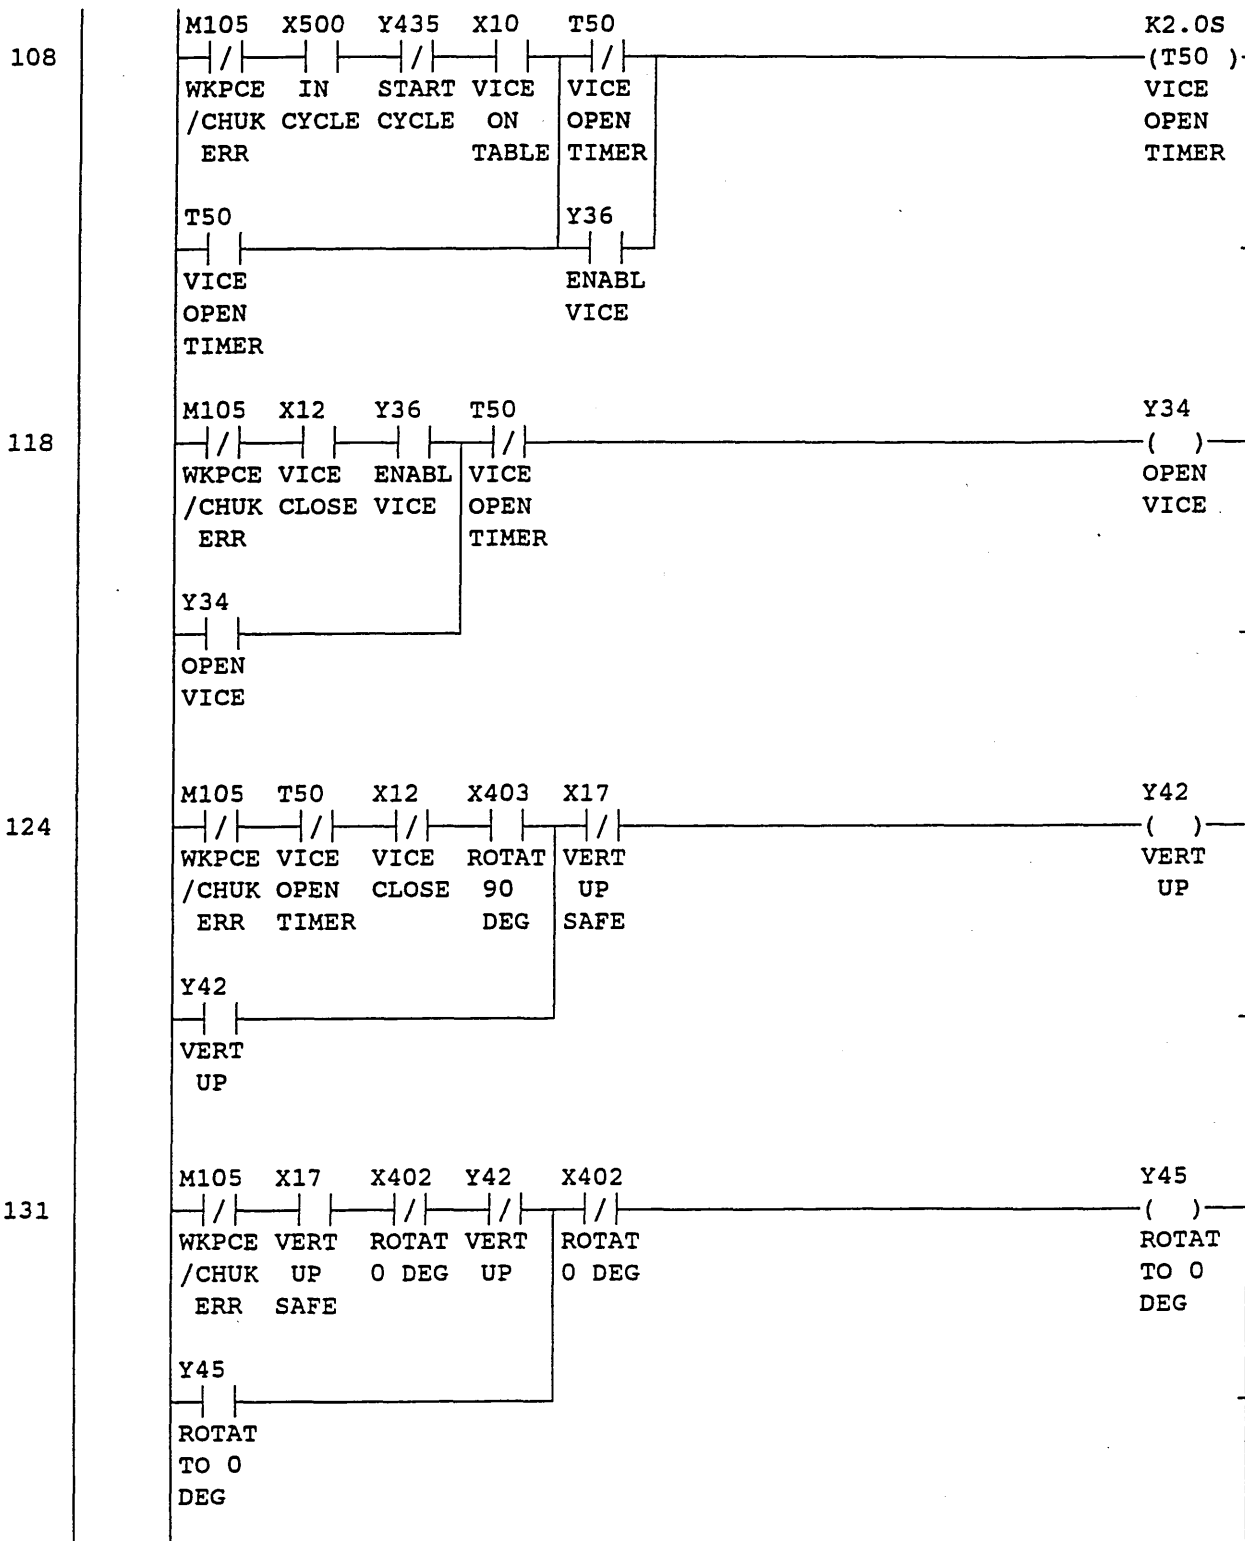 M105 X500 Y435 X10 T50 K2.0S
108 (T50 )
WKPCE IN START VICE VICE VICE
/CHUK CYCLE CYCLE ON OPEN OPEN
ERR TABLE TIMER TIMER
T50 Y36
VICE ENABL
OPEN VICE
TIMER
M105 X12 Y36 T50 Y34
118 ( )
WKPCE VICE ENABL VICE OPEN
/CHUK CLOSE VICE OPEN VICE
ERR TIMER
Y34
OPEN
VICE
M105 T50 X12 X403 X17 Y42
124 ( )
WKPCE VICE VICE ROTAT VERT VERT
/CHUK OPEN CLOSE 90 UP UP
ERR TIMER DEG SAFE
Y42
VERT
UP
M105 X17 X402 Y42 X402 Y45
131 ( )
WKPCE VERT ROTAT VERT ROTAT ROTAT
/CHUK UP 0 DEG UP 0 DEG TO 0
ERR SAFE DEG
Y45
ROTAT
TO 0
DEG